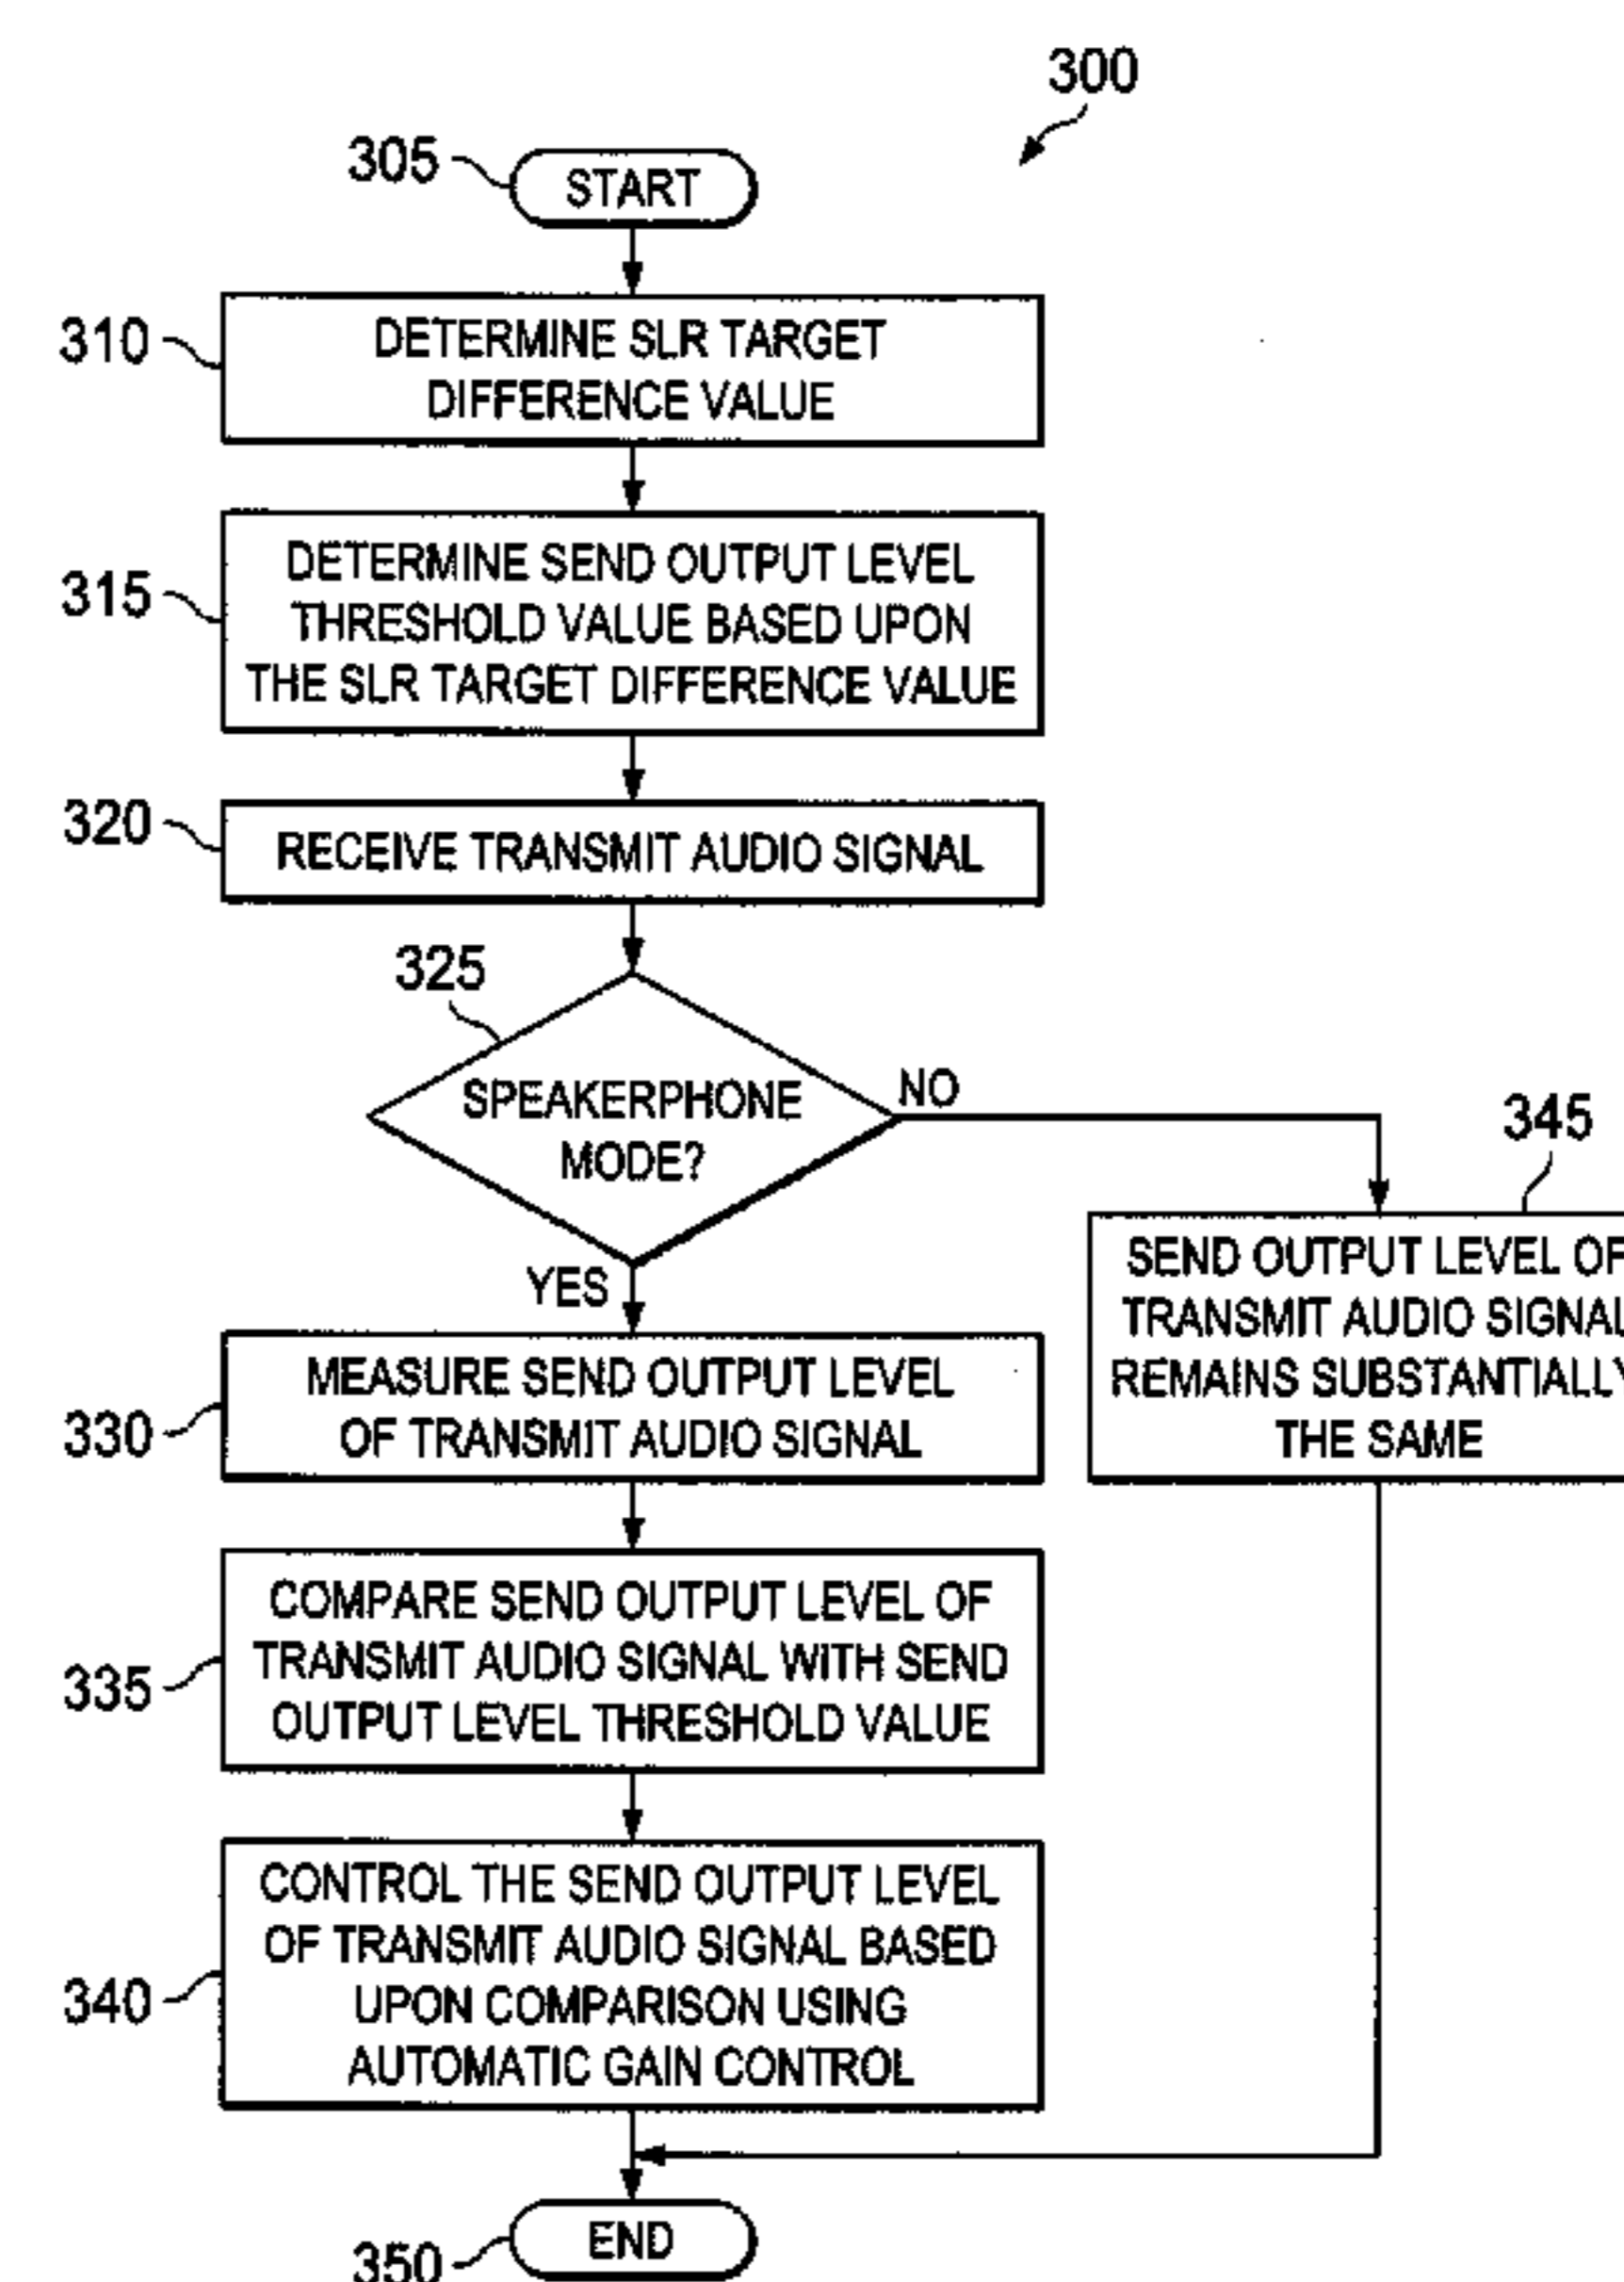 300
305
START
310
DETERMINE SLR TARGET
DIFFERENCE VALUE
315
DETERMINE SEND OUTPUT LEVEL
THRESHOLD VALUE BASED UPON
THE SLR TARGET DIFFERENCE VALUE
320
RECEIVE TRANSMIT AUDIO SIGNAL
325
SPEAKERPHONE
MODE?
NO
YES
345
SEND OUTPUT LEVEL OF
TRANSMIT AUDIO SIGNAL
REMAINS SUBSTANTIALLY
THE SAME
330
MEASURE SEND OUTPUT LEVEL
OF TRANSMIT AUDIO SIGNAL
335
COMPARE SEND OUTPUT LEVEL OF
TRANSMIT AUDIO SIGNAL WITH SEND
OUTPUT LEVEL THRESHOLD VALUE
340
CONTROL THE SEND OUTPUT LEVEL
OF TRANSMIT AUDIO SIGNAL BASED
UPON COMPARISON USING
AUTOMATIC GAIN CONTROL
350
END